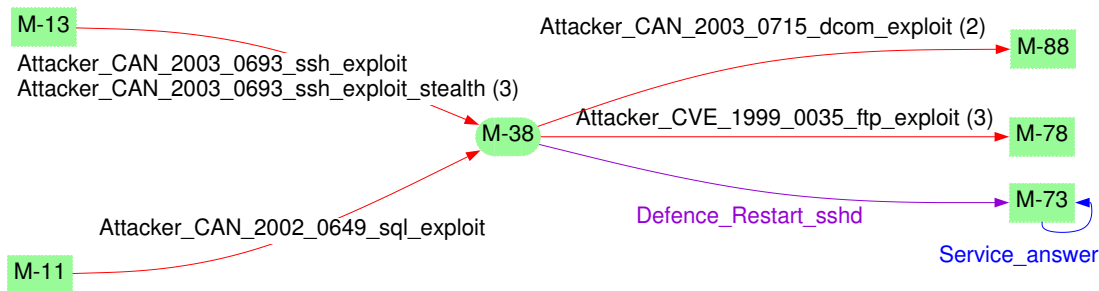 M-13
Attacker_CAN_2003_0693_ssh_exploit
Attacker_CAN_2003_0693_ssh_exploit_stealth (3)
Attacker_CAN_2003_0715_dcom_exploit (2)
M-88
M-38
Attacker_CVE_1999_0035_ftp_exploit (3)
M-78
Defence_Restart_sshd
M-73
Service_answer
Attacker_CAN_2002_0649_sql_exploit
M-11